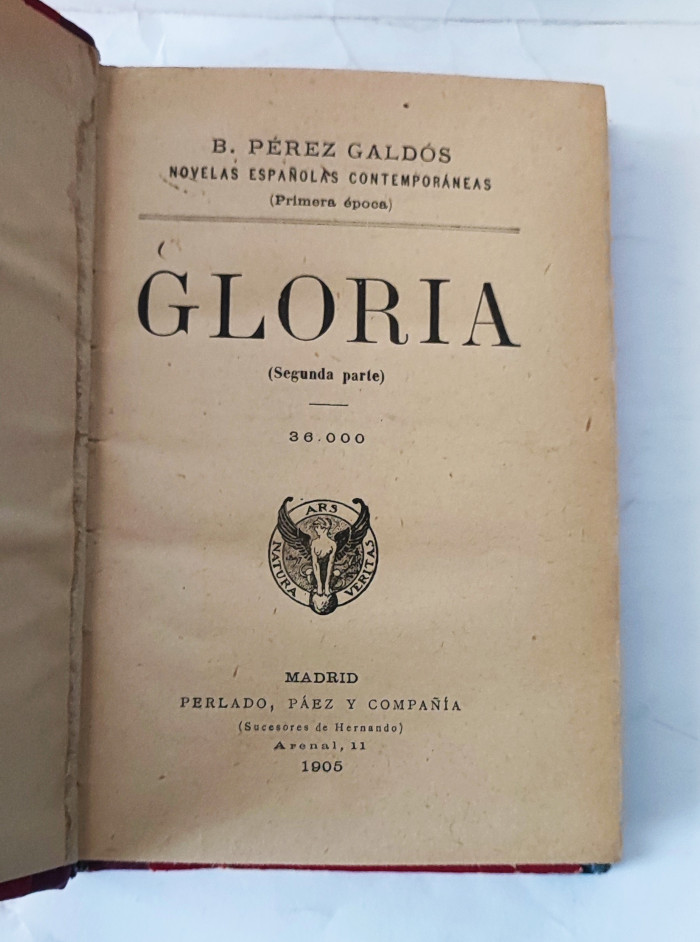 B. PÉREZ GALDÓS
NOVELAS ESPAÑOLAS CONTEMPORÁNEAS
(Primera época)
GLORIA
(Segunda parte)
36.000
ARS
NATURA
VERITAS
MADRID
PERLADO, PÁEZ Y COMPAÑÍA
(Sucesores de Hernando)
Arenal, 11
1905